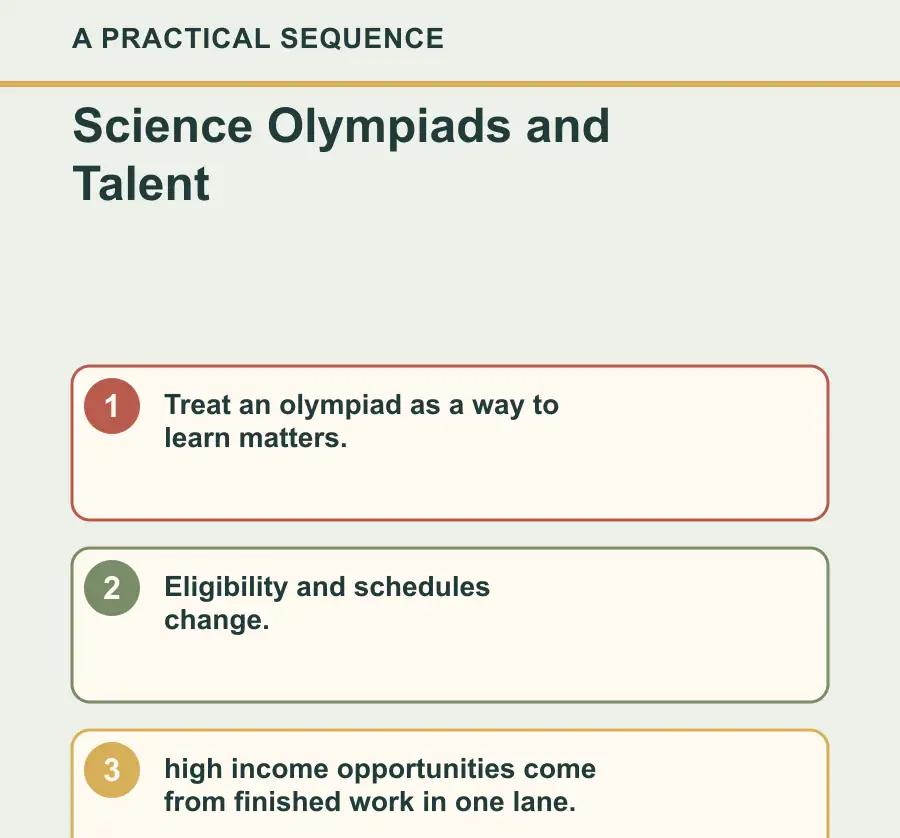 A PRACTICAL SEQUENCE
Science Olympiads and
Talent
1
Treat an olympiad as a way to
learn matters.
2
Eligibility and schedules
change.
3
high income opportunities come
from finished work in one lane.